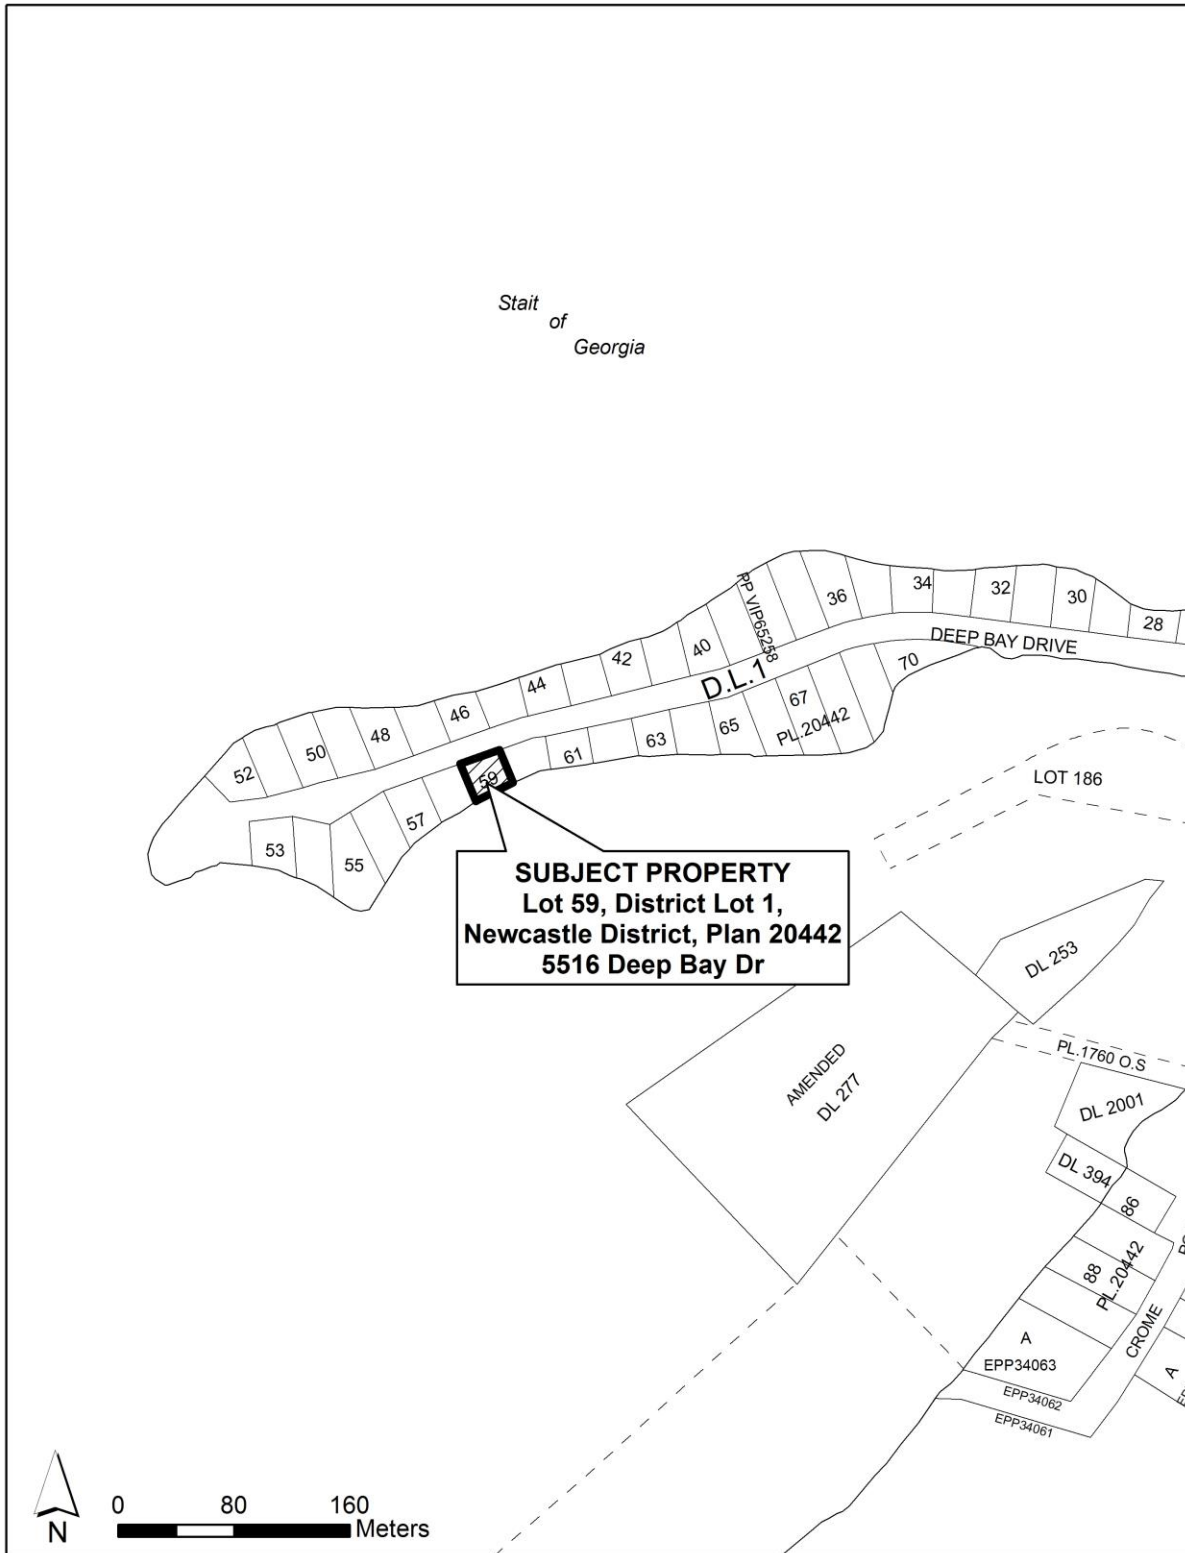 Stait
of
Georgia
PP VIP65258
36
34
32
30
28
DEEP BAY DRIVE
40
42
44
46
48
50
52
D.L.1
70
67
PL.20442
65
63
61
59
57
55
53
LOT 186
SUBJECT PROPERTY
Lot 59, District Lot 1,
Newcastle District, Plan 20442
5516 Deep Bay Dr
DL 253
PL.1760 O.S
AMENDED
DL 277
DL 2001
DL 394
86
88
PL.20442
CROME
A
EPP34063
EPP34062
EPP34061
A
N
0 80 160
Meters